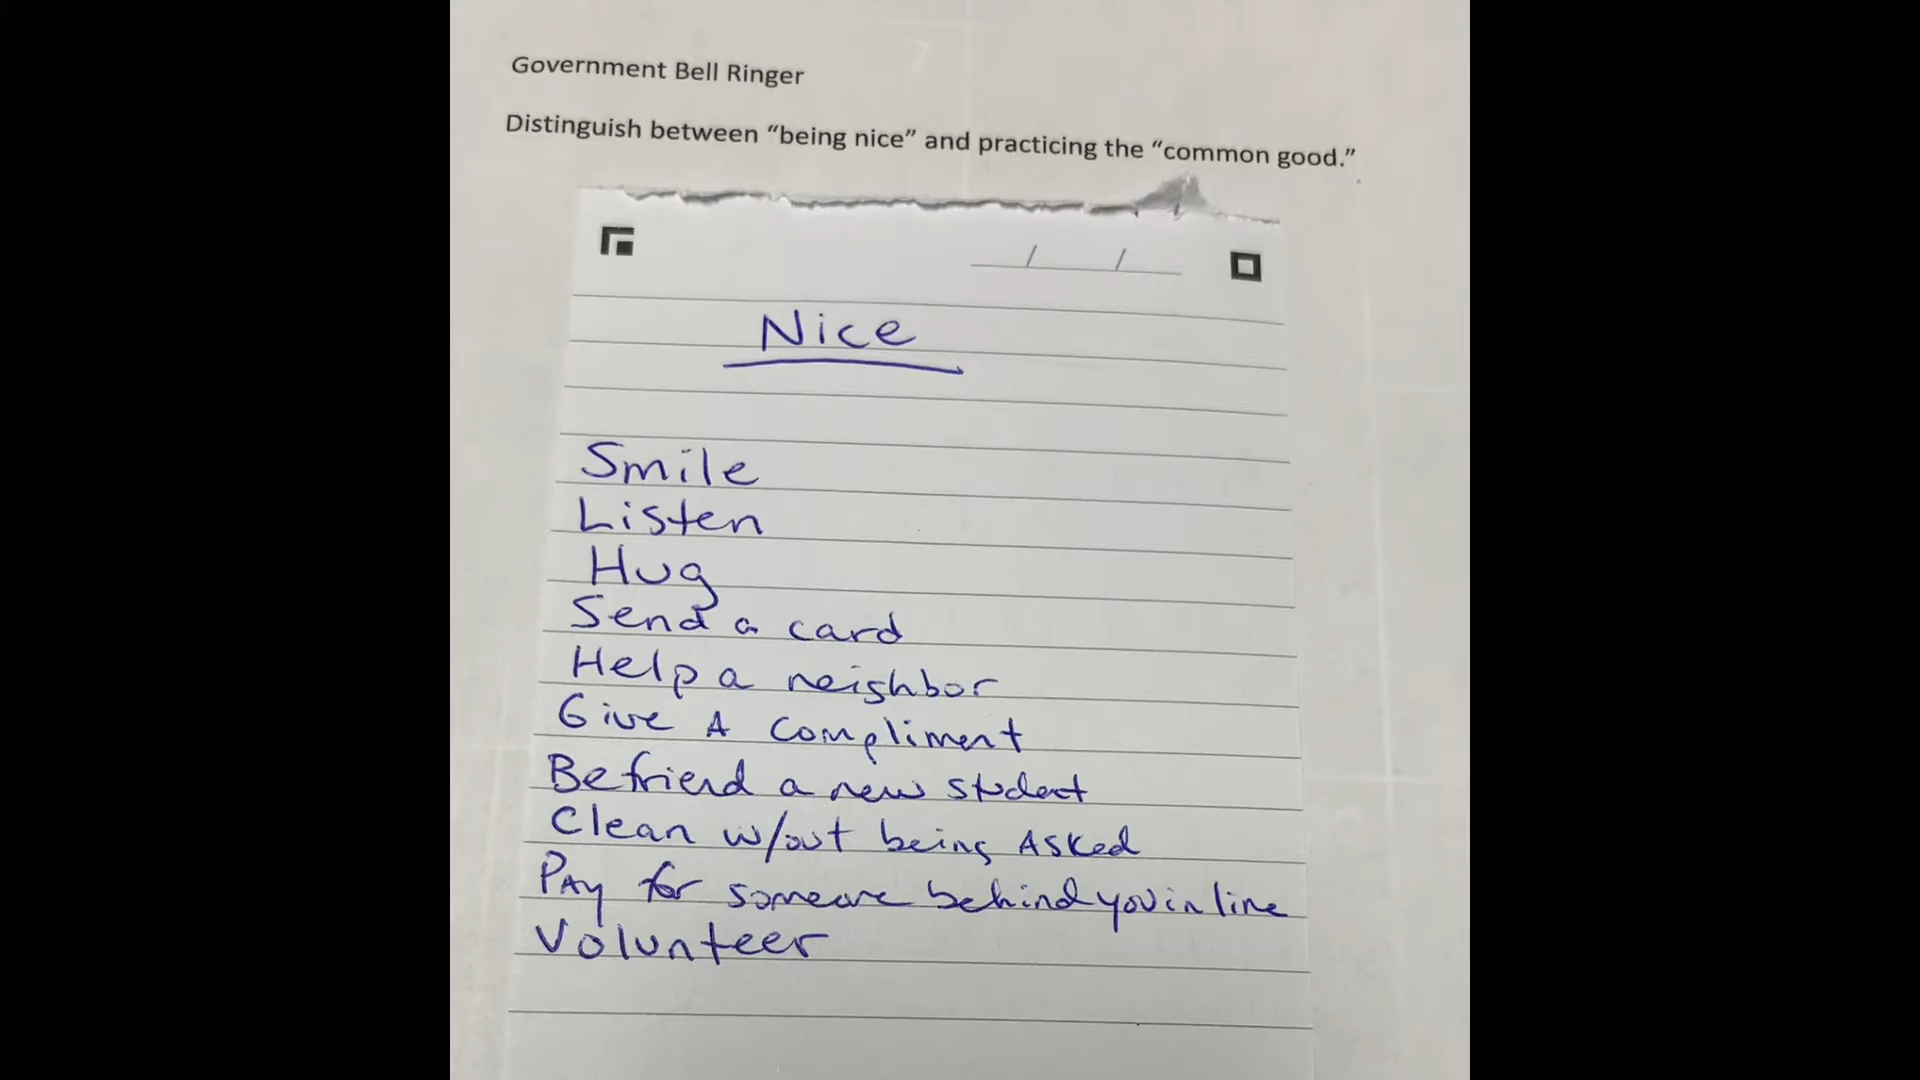 Government Bell Ringer
Distinguish between “being nice” and practicing the “common good.”
/ /
Nice
Smile
Listen
Hug
Send a card
Help a neighbor
Give A compliment
Befriend a new student
Clean w/out being Asked
Pay for someone behind you in line
Volunteer